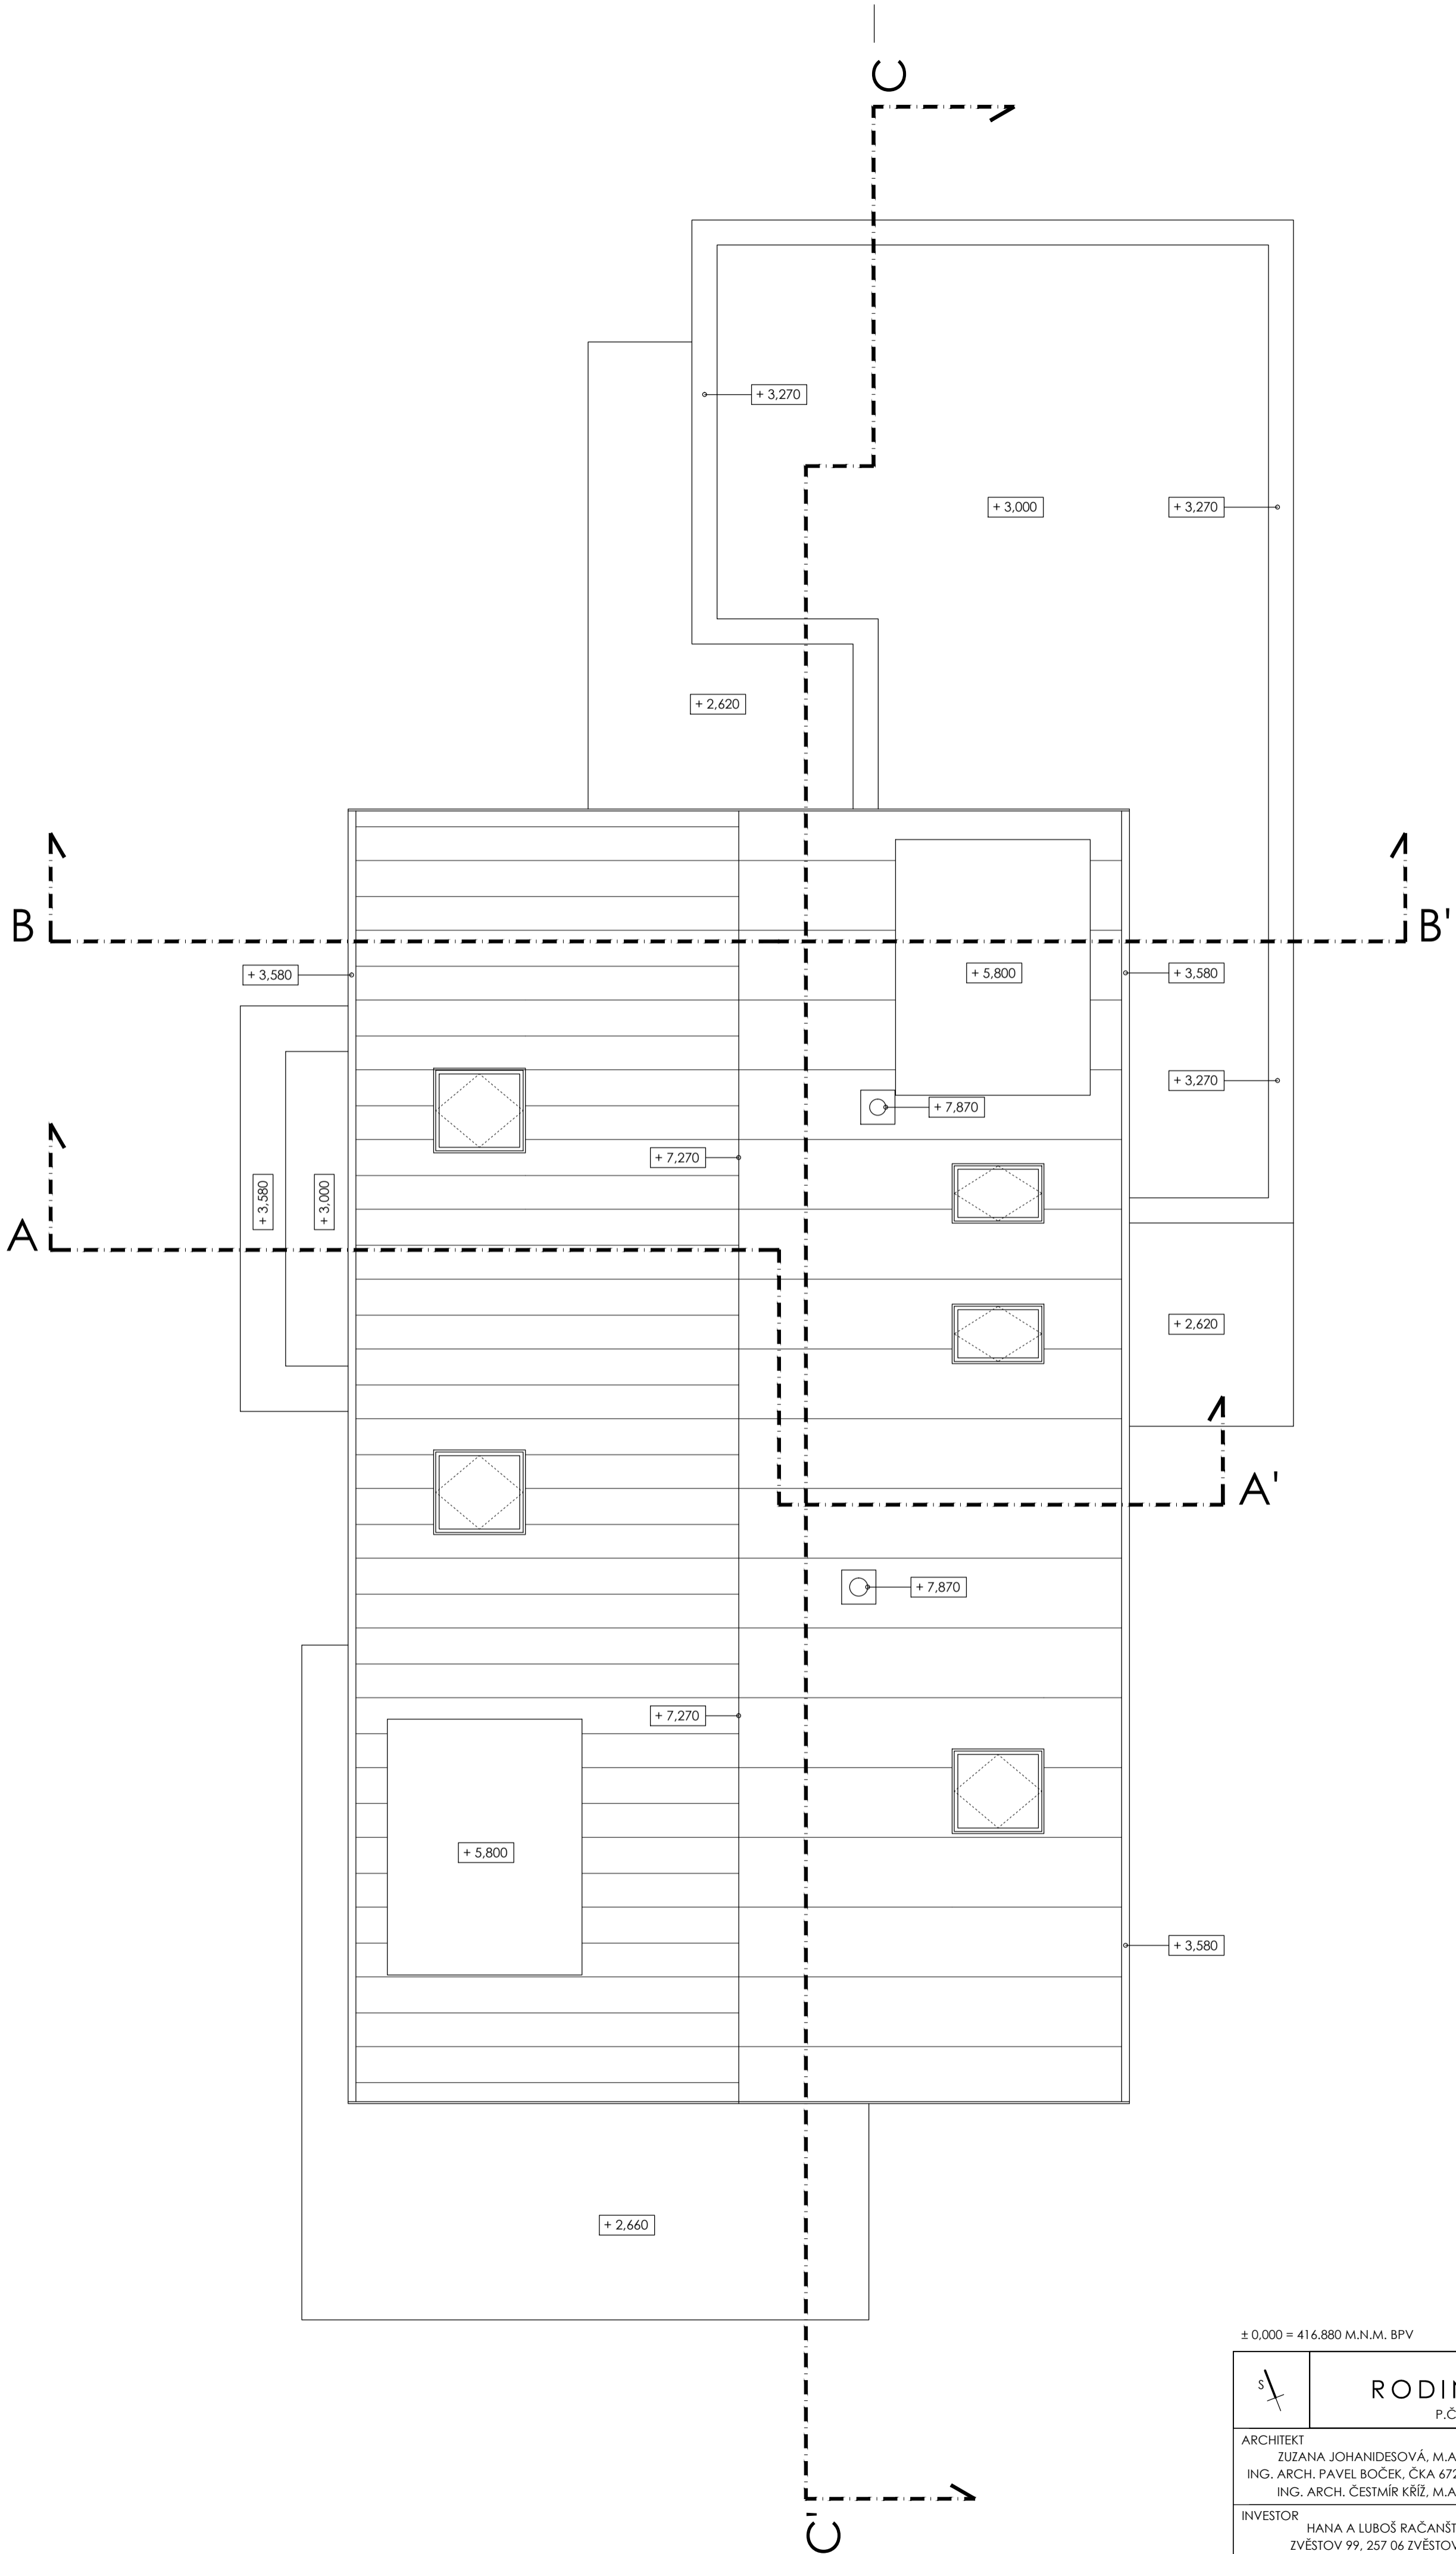 C
+ 3,270
+ 3,000
+ 3,270
+ 2,620
B
B'
+ 3,580
+ 5,800
+ 3,580
+ 3,270
+ 7,870
+ 7,270
+ 3,580
+ 3,000
A
+ 2,620
A'
+ 7,870
+ 7,270
+ 5,800
+ 3,580
+ 2,660
± 0,000 = 416.880 M.N.M. BPV
S
RODI
P.Č
ARCHITEKT
ZUZANA JOHANIDESOVÁ, M.A
ING. ARCH. PAVEL BOČEK, ČKA 672
ING. ARCH. ČESTMÍR KŘÍŽ, M.A
INVESTOR
HANA A LUBOŠ RAČANŠT
ZVĚSTOV 99, 257 06 ZVĚSTOV
C'